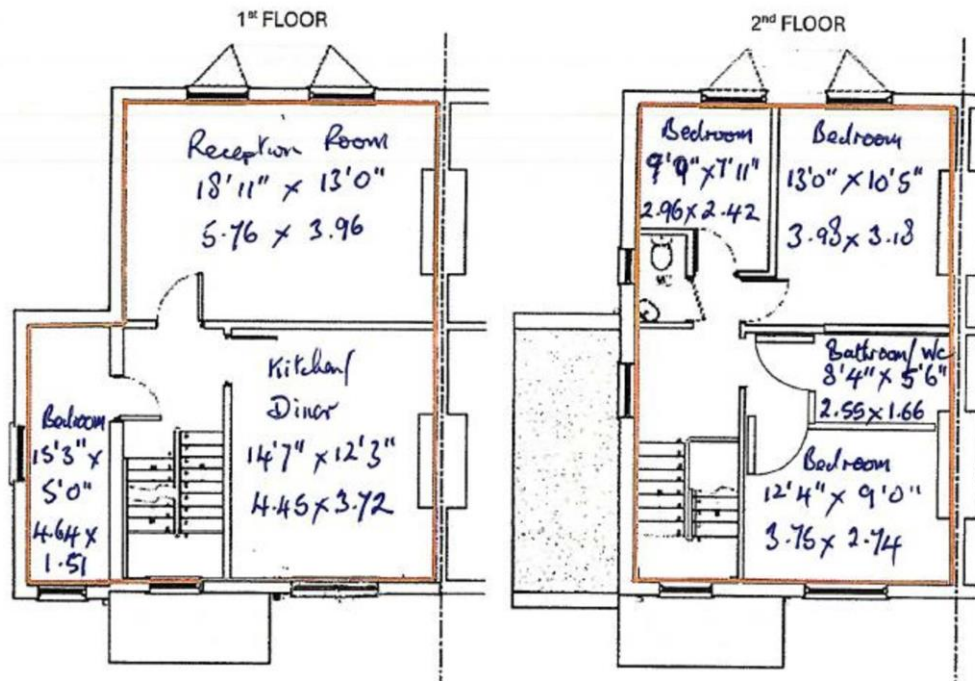 1st FLOOR
Reception Room
18'11" x 13'0"
5.76 x 3.96
Kitchen/
Diner
14'7" x 12'3"
4.45 x 3.72
Bedroom
15'3" x
5'0"
4.64 x
1.51
2nd FLOOR
Bedroom
9'9" x 7'11"
2.96 x 2.42
Bedroom
13'0" x 10'5"
3.98 x 3.18
WC
Bathroom/ WC
8'4" x 5'6"
2.55 x 1.66
Bedroom
12'4" x 9'0"
3.75 x 2.74